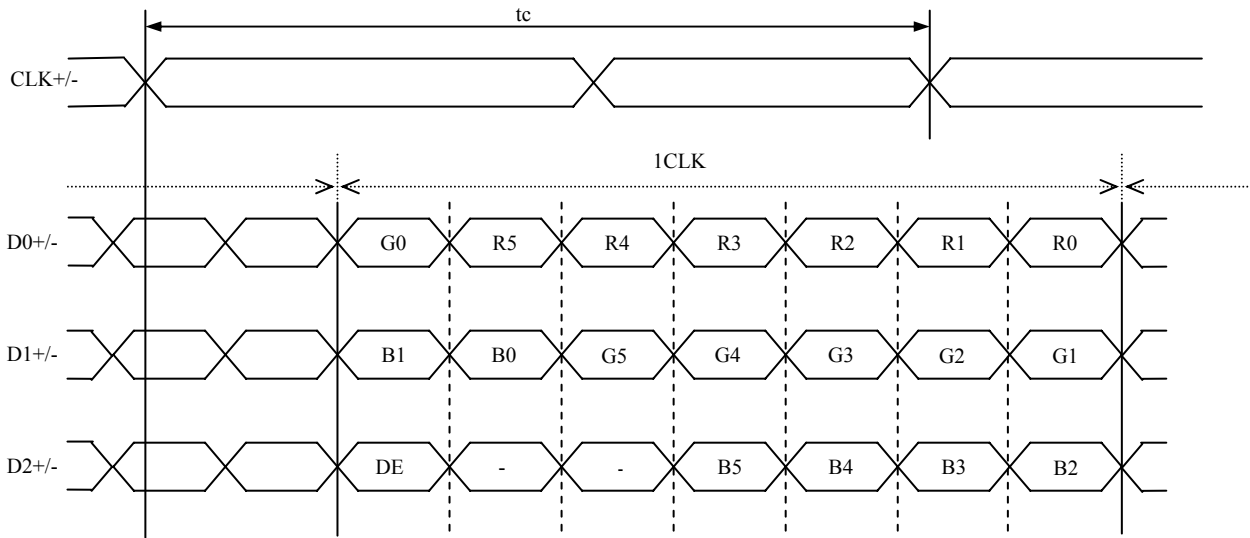 tc
CLK+/-
1CLK
D0+/- G0 R5 R4 R3 R2 R1 R0
D1+/- B1 B0 G5 G4 G3 G2 G1
D2+/- DE - - B5 B4 B3 B2